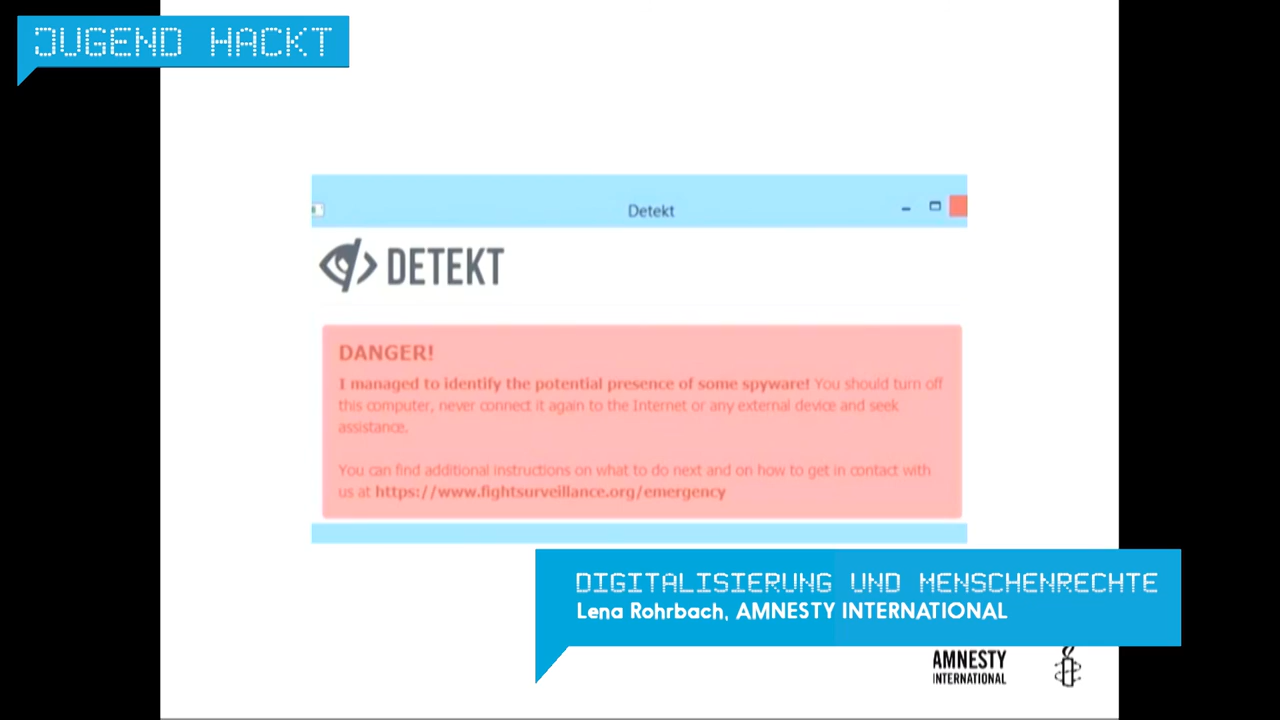 JUGEND HACKT
Detekt
DETEKT
DANGER!
I managed to identify the potential presence of some spyware! You should turn off
this computer, never connect it again to the Internet or any external device and seek
assistance.
You can find additional instructions on what to do next and on how to get in contact with
us at https://www.fightsurveillance.org/emergency
DIGITALISIERUNG UND MENSCHENRECHTE
Lena Rohrbach, AMNESTY INTERNATIONAL
AMNESTY
INTERNATIONAL